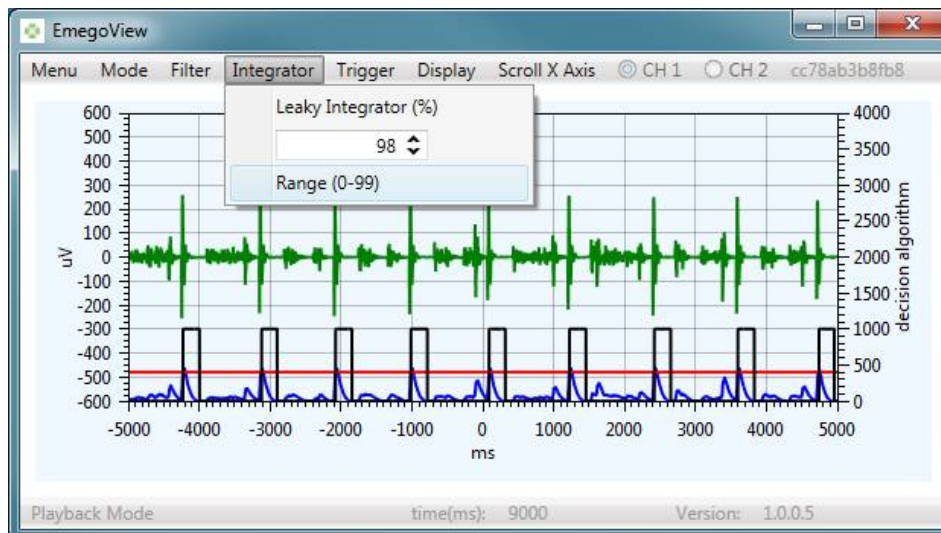 EmegoView
Menu Mode Filter Integrator Trigger Display Scroll X Axis CH 1 CH 2 cc78ab3b8fb8
Leaky Integrator (%)
98
Range (0-99)
600 4000
500
400 3500
300 3000
200
100 2500
0 2000
-100
-200 1500
-300 1000
-400
-500 500
-600 0
uV
decision algorithm
-5000 -4000 -3000 -2000 -1000 0 1000 2000 3000 4000 5000
ms
Playback Mode time(ms): 9000 Version: 1.0.0.5